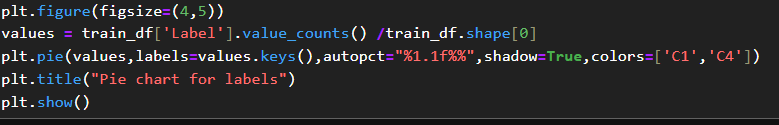 plt.figure(figsize=(4,5))
values = train_df['Label'].value_counts() /train_df.shape[0]
plt.pie(values,labels=values.keys(),autopct="%1.1f%%",shadow=True,colors=['C1','C4'])
plt.title("Pie chart for labels")
plt.show()